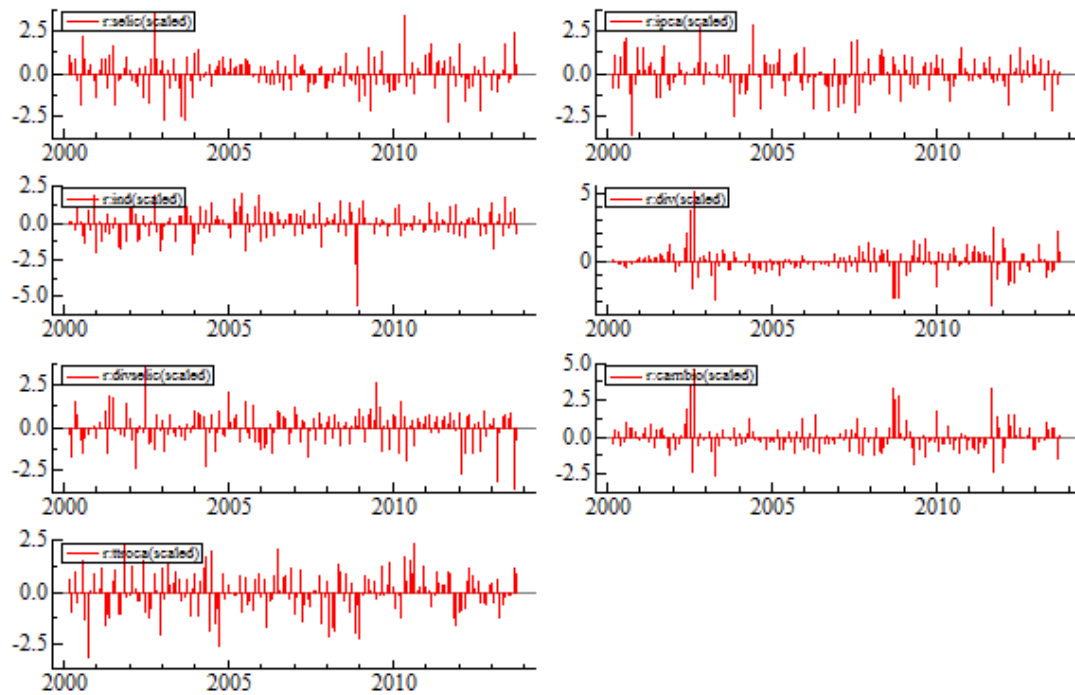 2.5 r:selic(scaled)
0.0
-2.5
2000 2005 2010
2.5 r:ipca(scaled)
0.0
-2.5
2000 2005 2010
2.5 r:ind(scaled)
0.0
-2.5
-5.0
2000 2005 2010
5 r:div(scaled)
0
2000 2005 2010
2.5 r:divselic(scaled)
0.0
-2.5
2000 2005 2010
5.0 r:cambio(scaled)
2.5
0.0
-2.5
2000 2005 2010
2.5 r:ttroca(scaled)
0.0
-2.5
2000 2005 2010